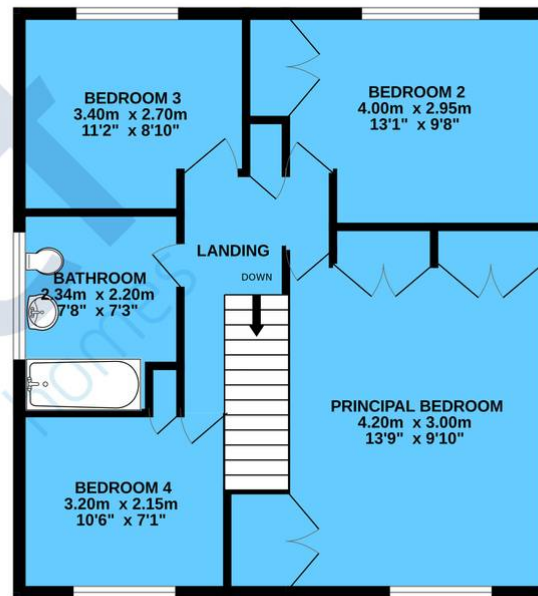 BEDROOM 3
3.40m x 2.70m
11'2" x 8'10"
BEDROOM 2
4.00m x 2.95m
13'1" x 9'8"
LANDING
DOWN
BATHROOM
2.34m x 2.20m
7'8" x 7'3"
PRINCIPAL BEDROOM
4.20m x 3.00m
13'9" x 9'10"
BEDROOM 4
3.20m x 2.15m
10'6" x 7'1"
homes